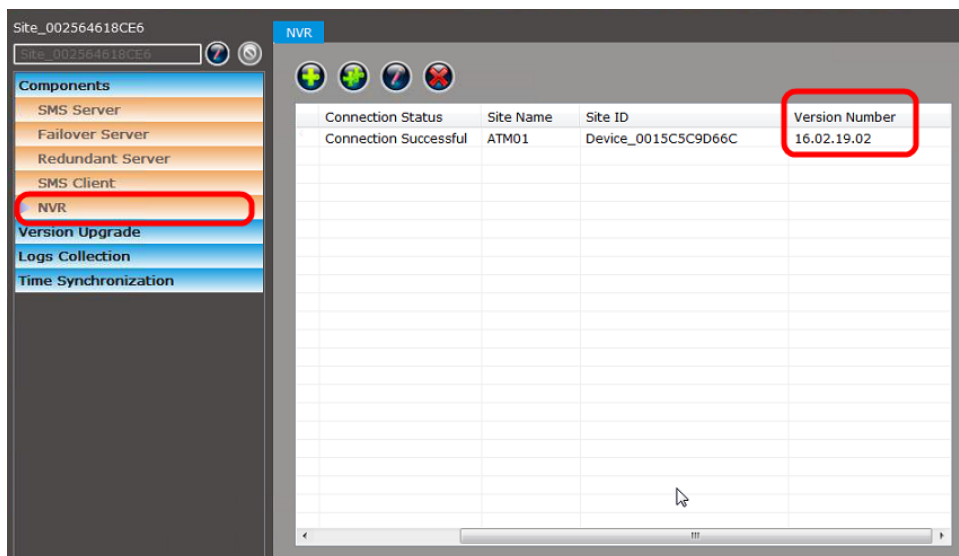 Site_002564618CE6
Site_002564618CE6
Components
SMS Server
Failover Server
Redundant Server
SMS Client
NVR
Version Upgrade
Logs Collection
Time Synchronization
NVR
Connection Status Site Name Site ID Version Number
Connection Successful ATM01 Device_0015C5C9D66C 16.02.19.02